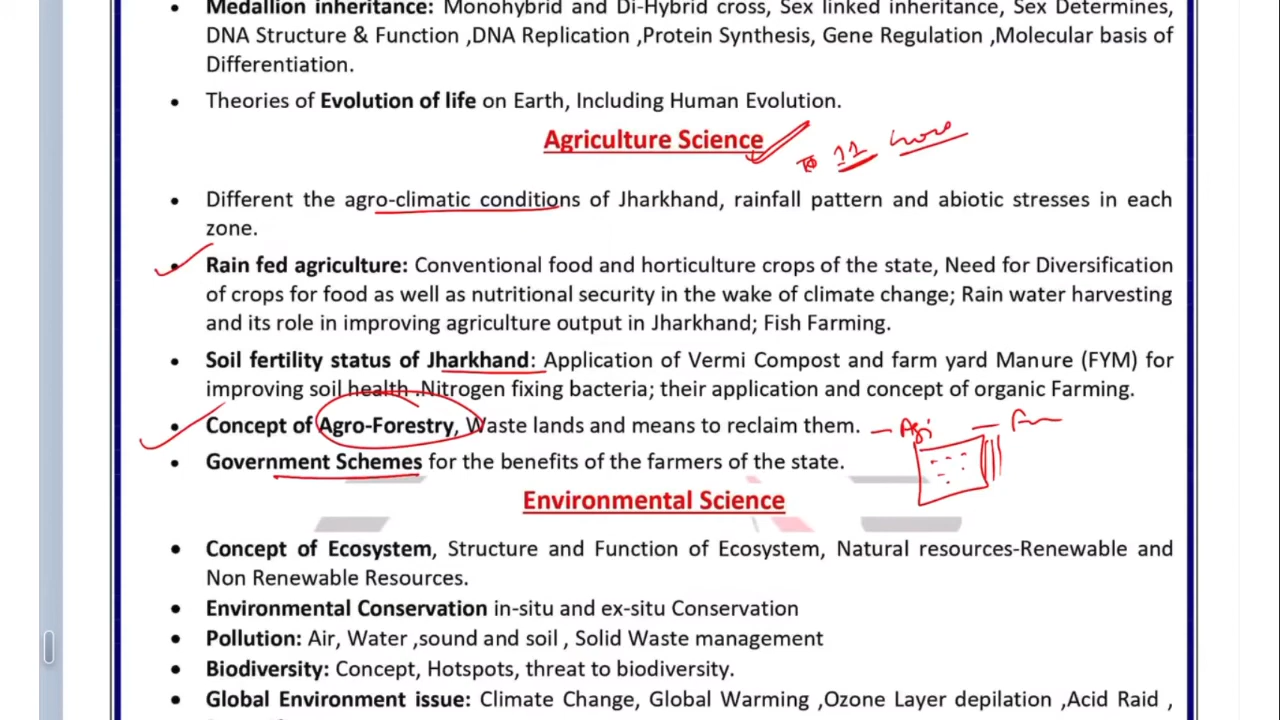 Medallion inheritance: Monohybrid and Di-Hybrid cross, Sex linked inheritance, Sex Determines,
DNA Structure & Function ,DNA Replication ,Protein Synthesis, Gene Regulation ,Molecular basis of
Differentiation.
• Theories of Evolution of life on Earth, Including Human Evolution.
Agriculture Science
11
• Different the agro-climatic conditions of Jharkhand, rainfall pattern and abiotic stresses in each
zone.
• Rain fed agriculture: Conventional food and horticulture crops of the state, Need for Diversification
of crops for food as well as nutritional security in the wake of climate change; Rain water harvesting
and its role in improving agriculture output in Jharkhand; Fish Farming.
• Soil fertility status of Jharkhand: Application of Vermi Compost and farm yard Manure (FYM) for
improving soil health .Nitrogen fixing bacteria; their application and concept of organic Farming.
• Concept of Agro-Forestry, Waste lands and means to reclaim them. – Agri
• Government Schemes for the benefits of the farmers of the state.
Environmental Science
• Concept of Ecosystem, Structure and Function of Ecosystem, Natural resources-Renewable and
Non Renewable Resources.
• Environmental Conservation in-situ and ex-situ Conservation
• Pollution: Air, Water ,sound and soil , Solid Waste management
• Biodiversity: Concept, Hotspots, threat to biodiversity.
• Global Environment issue: Climate Change, Global Warming ,Ozone Layer depilation ,Acid Raid ,